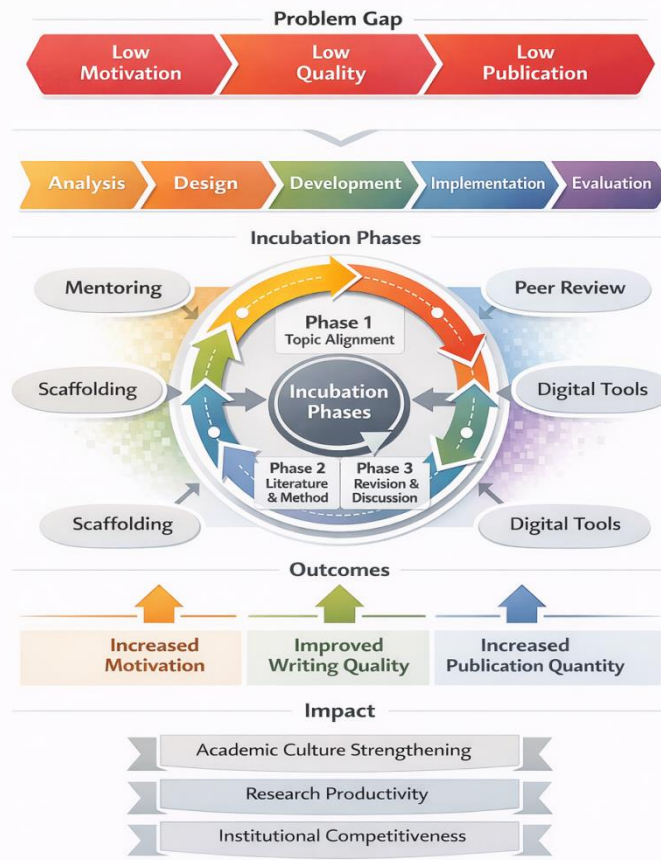 Problem Gap
Low
Motivation
Low
Quality
Low
Publication
Analysis
Design
Development
Implementation
Evaluation
Incubation Phases
Mentoring
Peer Review
Phase 1
Topic Alignment
Scaffolding
Incubation
Phases
Digital Tools
Phase 2
Literature
& Method
Phase 3
Revision &
Discussion
Scaffolding
Digital Tools
Outcomes
Increased
Motivation
Improved
Writing Quality
Increased
Publication Quantity
Impact
Academic Culture Strengthening
Research Productivity
Institutional Competitiveness